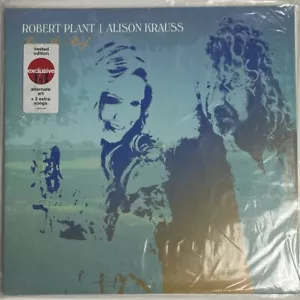 ROBERT PLANT | ALISON KRAUSS
limited
edition
exclusive
alternate
art
+ 2 extra
songs